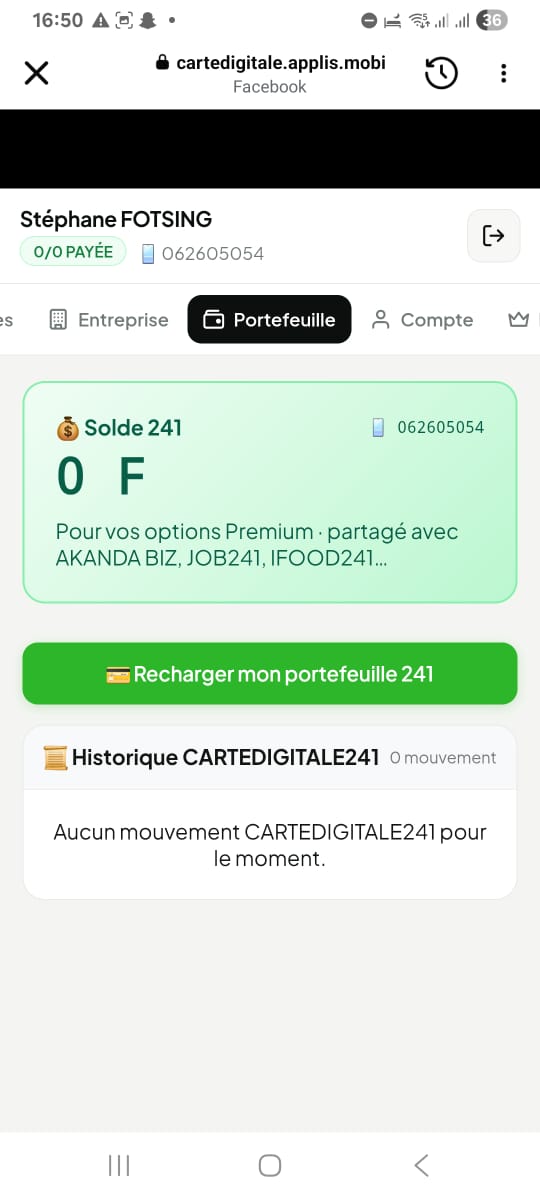 16:50
36
cartedigitale.applis.mobi
Facebook
Stéphane FOTSING
0/0 PAYÉE 062605054
es Entreprise Portefeuille Compte
Solde 241 062605054
0 F
Pour vos options Premium · partagé avec
AKANDA BIZ, JOB241, IFOOD241...
Recharger mon portefeuille 241
Historique CARTEDIGITALE241 0 mouvement
Aucun mouvement CARTEDIGITALE241 pour
le moment.